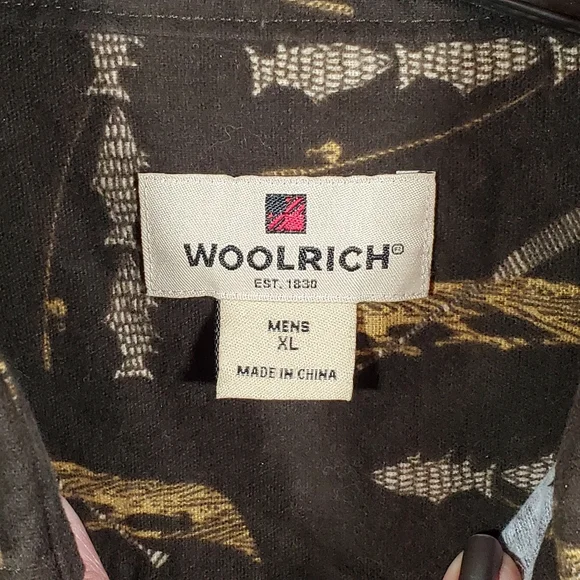 WOOLRICH®
EST. 1830
MENS
XL
MADE IN CHINA